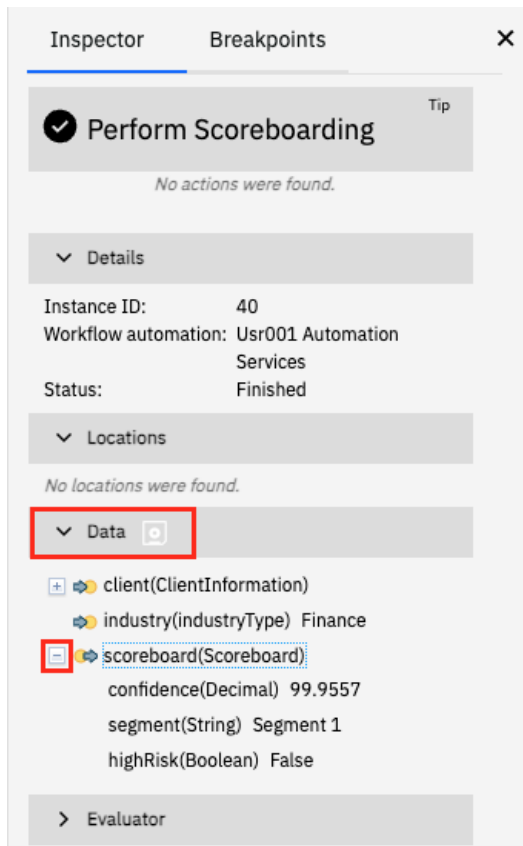 Inspector Breakpoints
Tip
Perform Scoreboarding
No actions were found.
Details
Instance ID: 40
Workflow automation: Usr001 Automation
Services
Status: Finished
Locations
No locations were found.
Data
client(ClientInformation)
industry(industryType) Finance
scoreboard(Scoreboard)
confidence(Decimal) 99.9557
segment(String) Segment 1
highRisk(Boolean) False
Evaluator